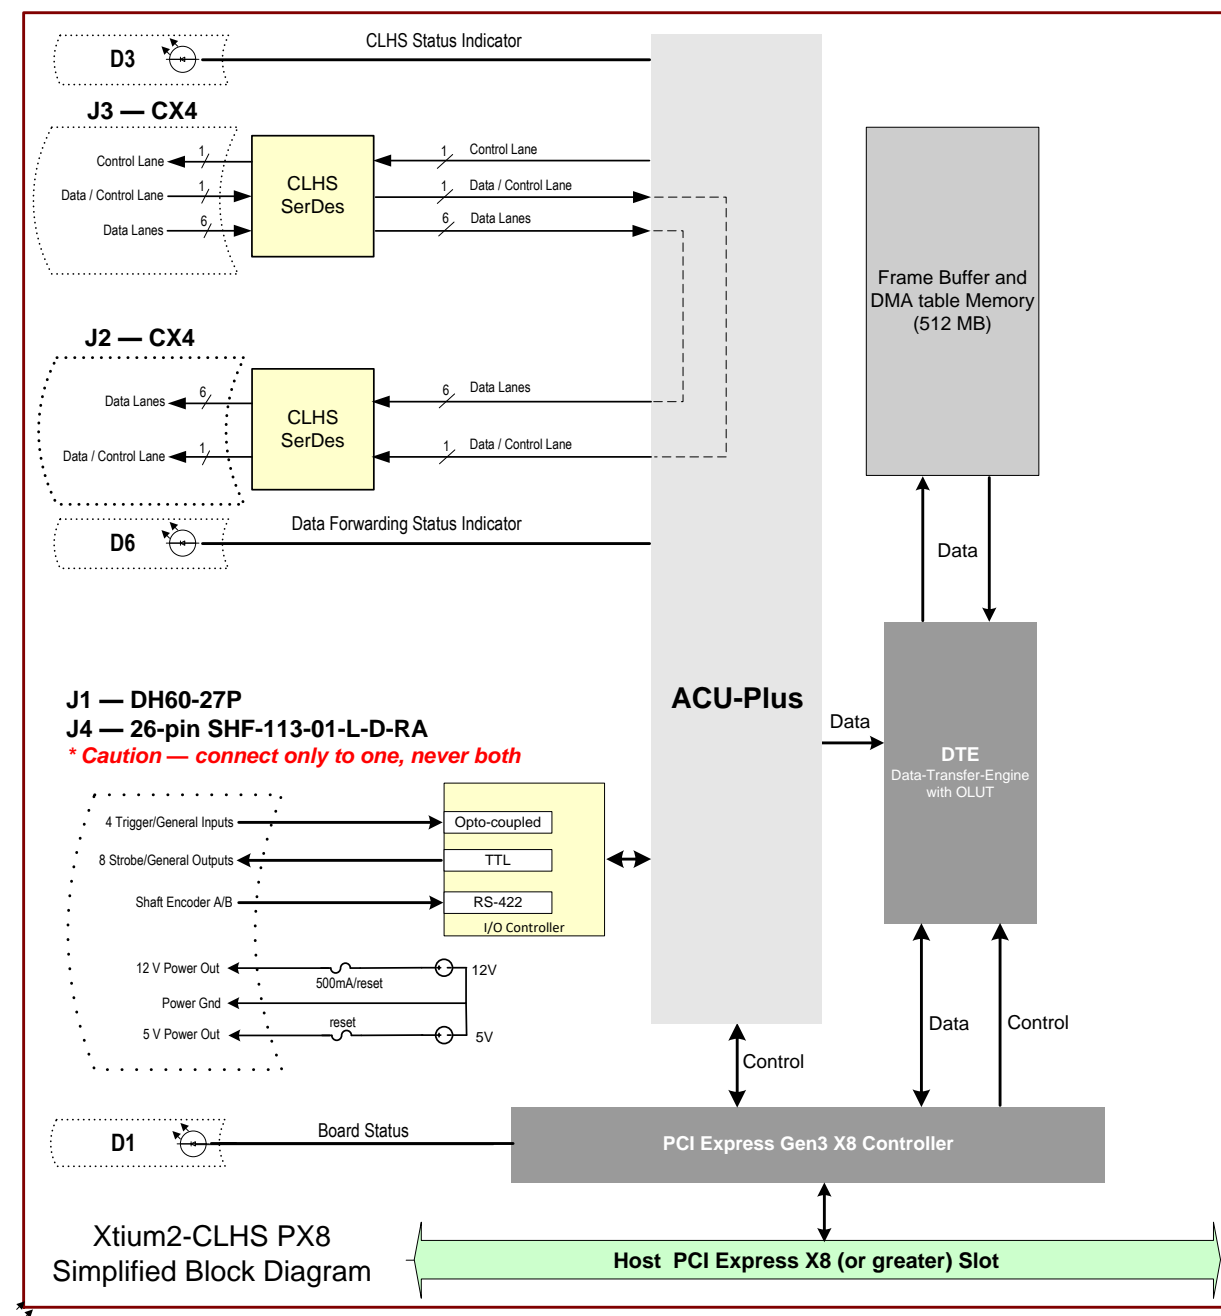 CLHS Status Indicator
D3
J3 — CX4
Control Lane
1
Data / Control Lane
1
Data Lanes
6
CLHS
SerDes
1 Control Lane
1 Data / Control Lane
6 Data Lanes
J2 — CX4
Data Lanes
6
Data / Control Lane
1
CLHS
SerDes
6 Data Lanes
1 Data / Control Lane
D6
Data Forwarding Status Indicator
ACU-Plus
Frame Buffer and
DMA table Memory
(512 MB)
Data
Data
DTE
Data-Transfer-Engine
with OLUT
J1 — DH60-27P
J4 — 26-pin SHF-113-01-L-D-RA
* Caution — connect only to one, never both
4 Trigger/General Inputs
Opto-coupled
8 Strobe/General Outputs
TTL
Shaft Encoder A/B
RS-422
I/O Controller
12 V Power Out
500mA/reset
12V
Power Gnd
5 V Power Out
reset
5V
Control
Data
Control
D1
Board Status
PCI Express Gen3 X8 Controller
Xtium2-CLHS PX8
Simplified Block Diagram
Host PCI Express X8 (or greater) Slot